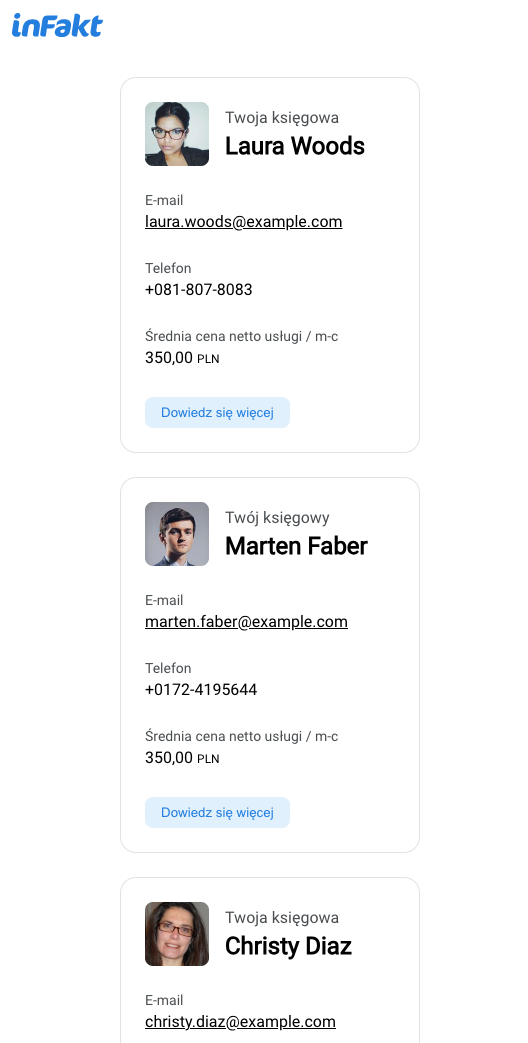 inFakt
Twoja księgowa
Laura Woods
E-mail
laura.woods@example.com
Telefon
+081-807-8083
Średnia cena netto usługi / m-c
350,00 PLN
Dowiedz się więcej
Twój księgowy
Marten Faber
E-mail
marten.faber@example.com
Telefon
+0172-4195644
Średnia cena netto usługi / m-c
350,00 PLN
Dowiedz się więcej
Twoja księgowa
Christy Diaz
E-mail
christy.diaz@example.com